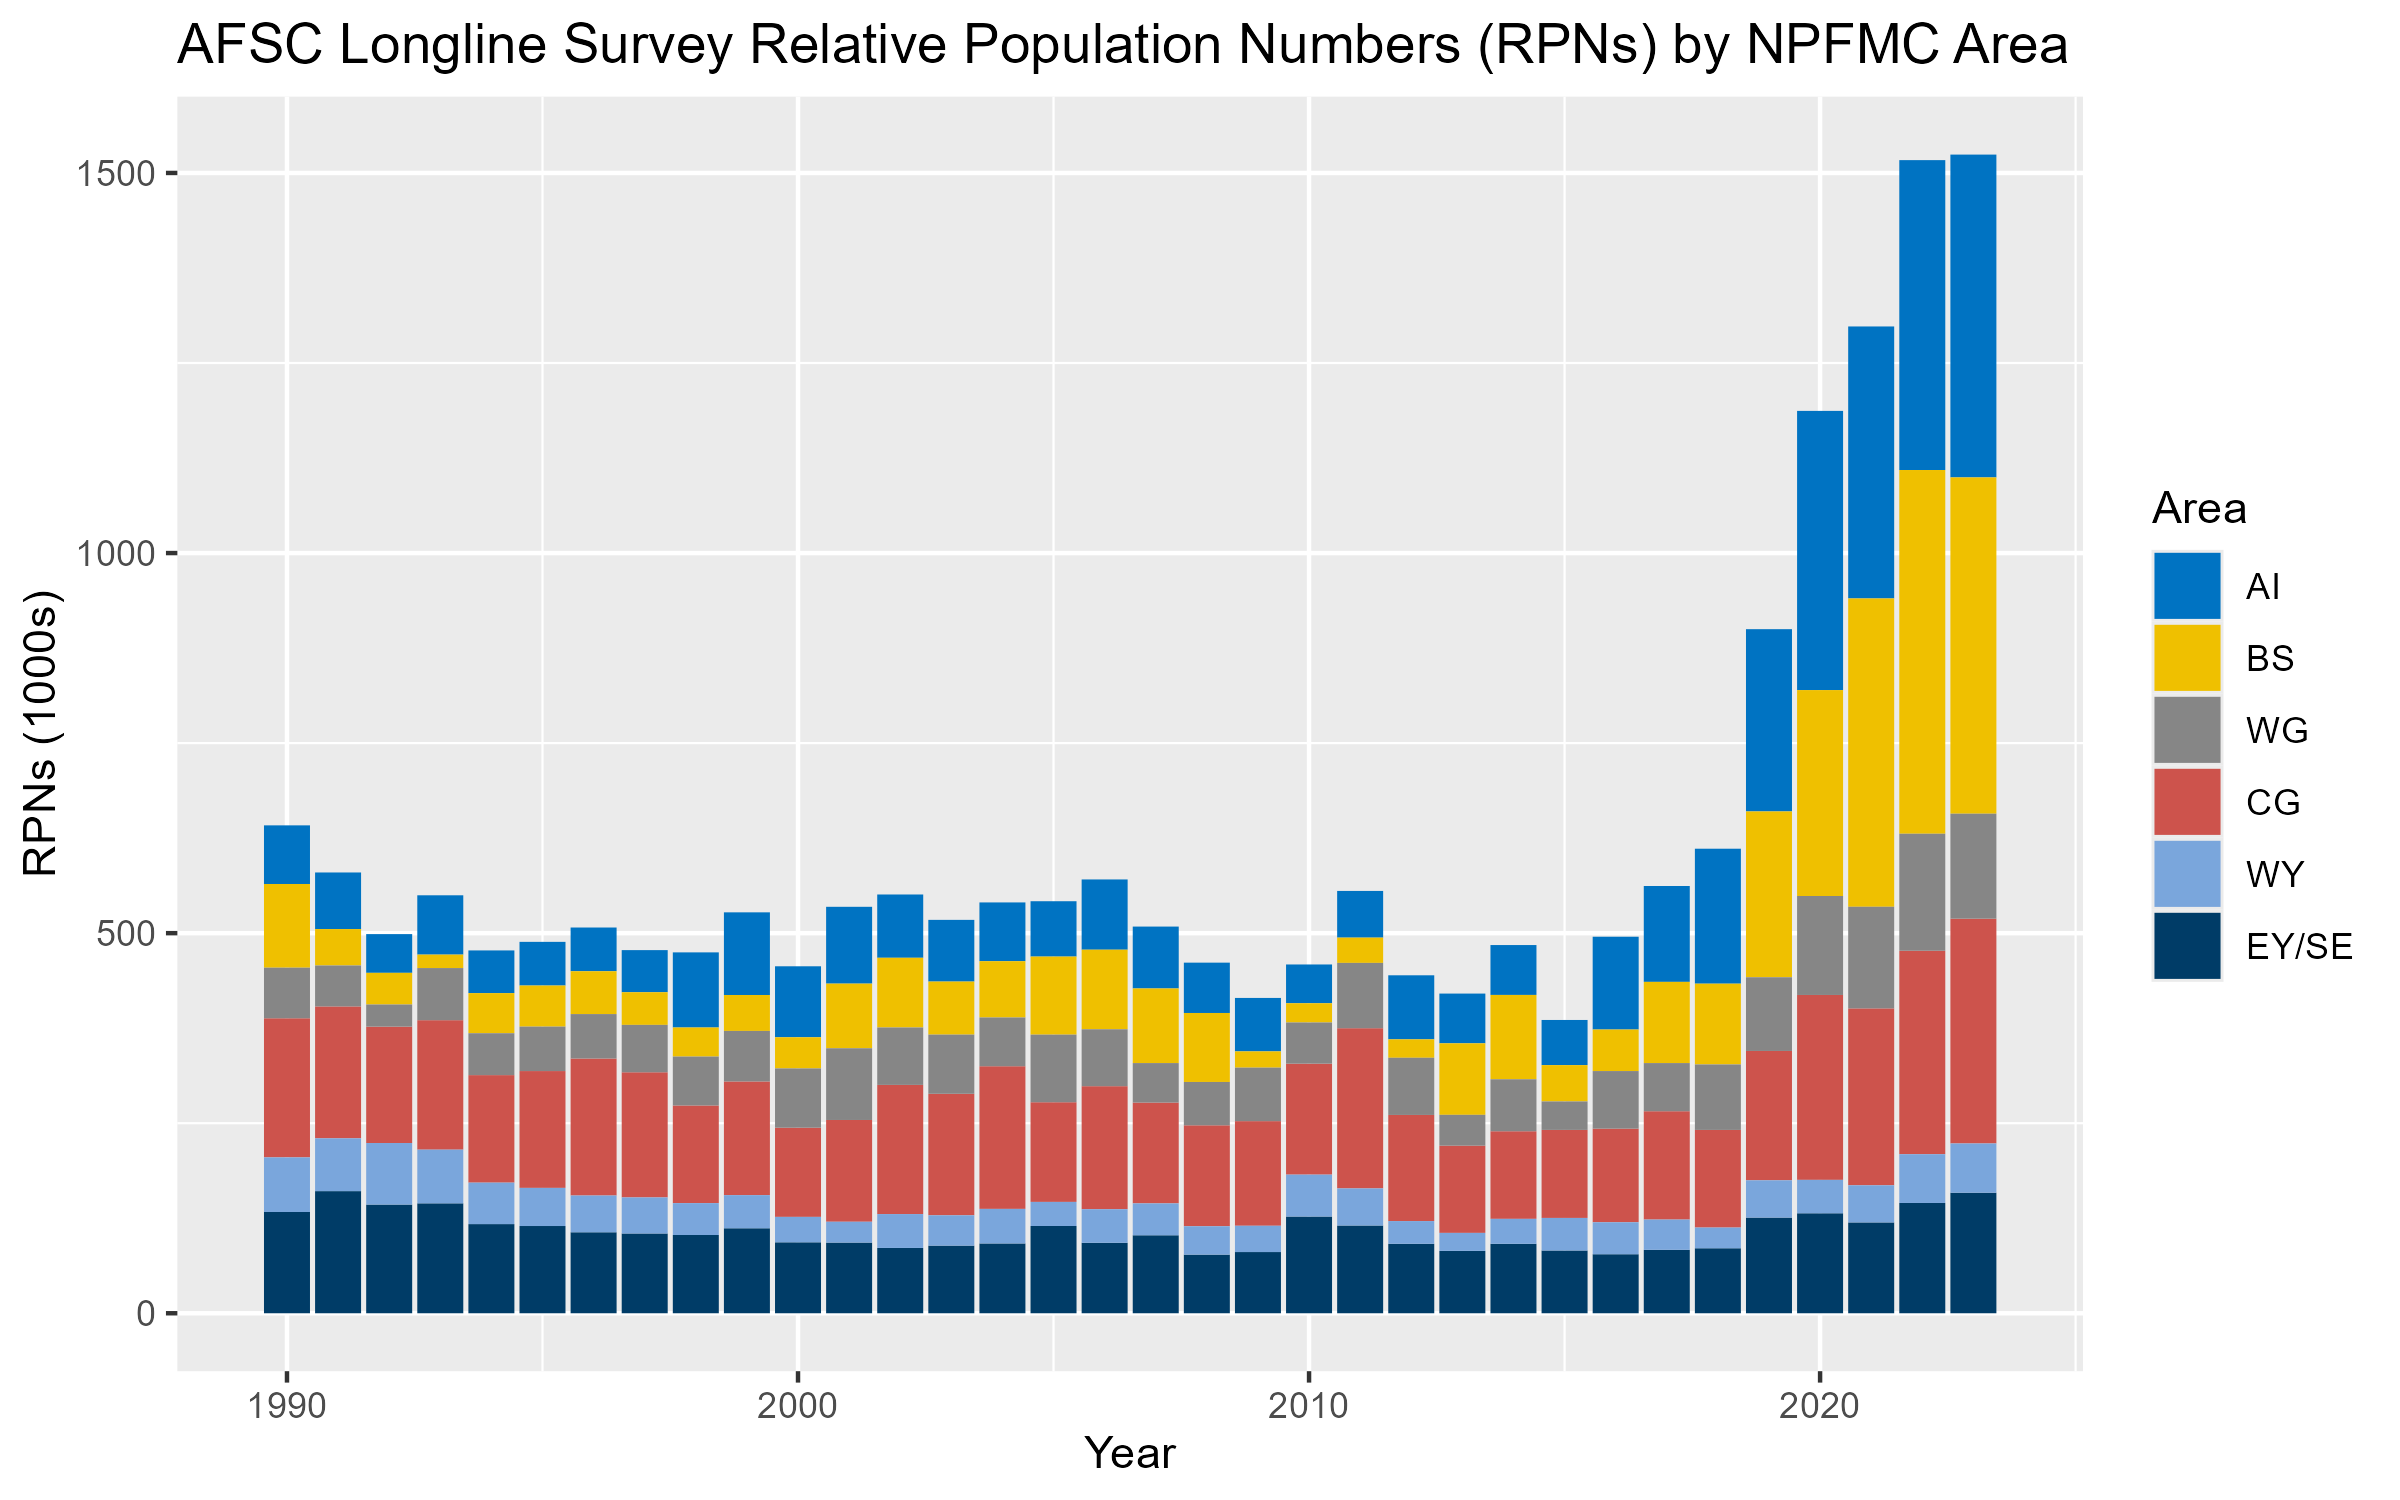 AFSC Longline Survey Relative Population Numbers (RPNs) by NPFMC Area
RPNs (1000s)
1500
1000
500
0
1990
2000
2010
2020
Year
Area
AI
BS
WG
CG
WY
EY/SE